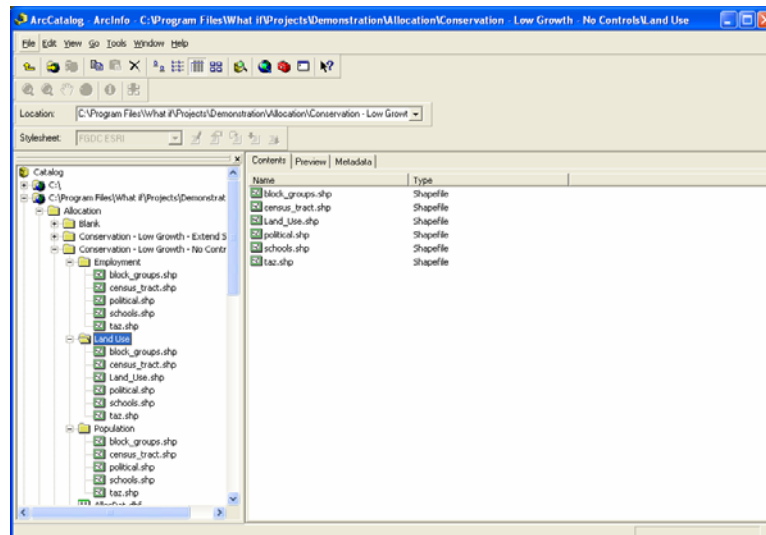 ArcCatalog - ArcInfo - C:\Program Files\What if\Projects\Demonstration\Allocation\Conservation - Low Growth - No Controls\Land Use
File Edit View Go Tools Window Help
Location: C:\Program Files\What if\Projects\Demonstration\Allocation\Conservation - Low Growt
Stylesheet: FGDC ESRI
Contents Preview Metadata
Name Type
block_groups.shp Shapefile
census_tract.shp Shapefile
Land_Use.shp Shapefile
political.shp Shapefile
schools.shp Shapefile
taz.shp Shapefile
Catalog
C:\
C:\Program Files\What if\Projects\Demonstrat
Allocation
Blank
Conservation - Low Growth - Extend S
Conservation - Low Growth - No Contr
Employment
block_groups.shp
census_tract.shp
political.shp
schools.shp
taz.shp
Land Use
block_groups.shp
census_tract.shp
Land_Use.shp
political.shp
schools.shp
taz.shp
Population
block_groups.shp
census_tract.shp
political.shp
schools.shp
taz.shp